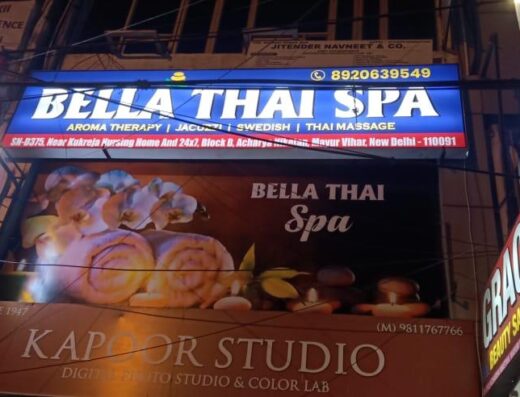 JITENDER NAVNEET & CO.
8920639549
BELLA THAI SPA
AROMA THERAPY | JACUZZI | SWEDISH | THAI MASSAGE
SH-D375, Near Kukreja Nursing Home And 24x7, Block D, Acharya Niketan, Mayur Vihar, New Delhi - 110091
BELLA THAI
Spa
1947
(M) 9811767766
KAPOOR STUDIO
DIGITAL PHOTO STUDIO & COLOR LAB
BEAUTY